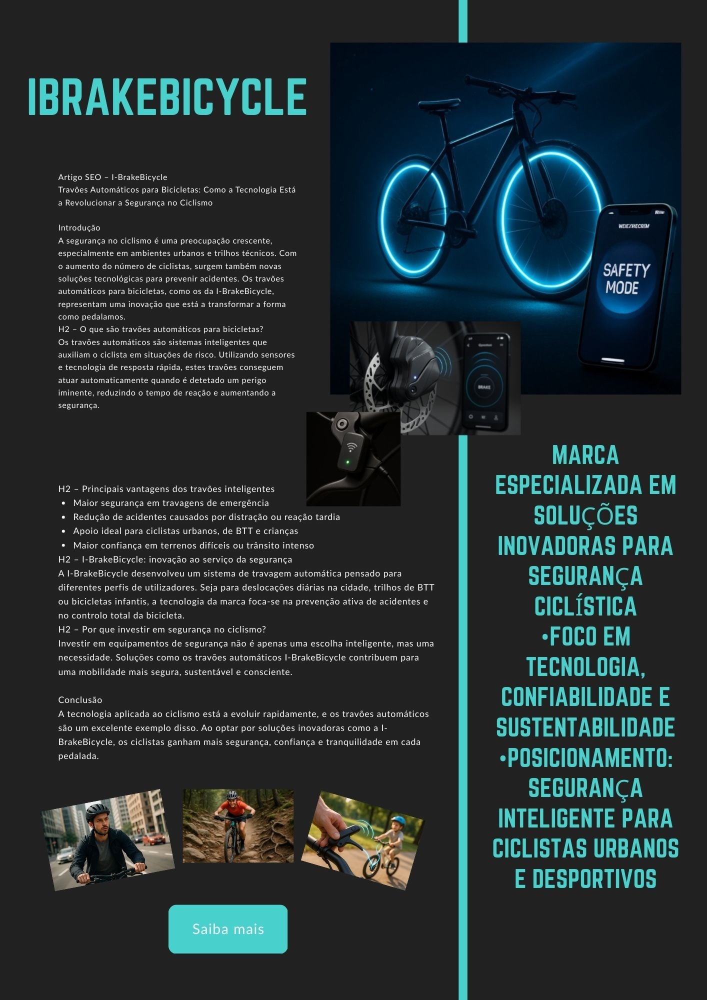 IBRAKEBICYCLE
Artigo SEO – I-BrakeBicycle
Travões Automáticos para Bicicletas: Como a Tecnologia Está
a Revolucionar a Segurança no Ciclismo
Introdução
A segurança no ciclismo é uma preocupação crescente,
especialmente em ambientes urbanos e trilhos técnicos. Com
o aumento do número de ciclistas, surgem também novas
soluções tecnológicas para prevenir acidentes. Os travões
automáticos para bicicletas, como os da I-BrakeBicycle,
representam uma inovação que está a transformar a forma
como pedalamos.
H2 – O que são travões automáticos para bicicletas?
Os travões automáticos são sistemas inteligentes que
auxiliam o ciclista em situações de risco. Utilizando sensores
e tecnologia de resposta rápida, estes travões conseguem
atuar automaticamente quando é detetado um perigo
iminente, reduzindo o tempo de reação e aumentando a
segurança.
SAFETY
MODE
BRAKE
H2 – Principais vantagens dos travões inteligentes
• Maior segurança em travagens de emergência
• Redução de acidentes causados por distração ou reação tardia
• Apoio ideal para ciclistas urbanos, de BTT e crianças
• Maior confiança em terrenos difíceis ou trânsito intenso
H2 – I-BrakeBicycle: inovação ao serviço da segurança
A I-BrakeBicycle desenvolveu um sistema de travagem automática pensado para
diferentes perfis de utilizadores. Seja para deslocações diárias na cidade, trilhos de BTT
ou bicicletas infantis, a tecnologia da marca foca-se na prevenção ativa de acidentes e
no controlo total da bicicleta.
H2 – Por que investir em segurança no ciclismo?
Investir em equipamentos de segurança não é apenas uma escolha inteligente, mas uma
necessidade. Soluções como os travões automáticos I-BrakeBicycle contribuem para
uma mobilidade mais segura, sustentável e consciente.
Conclusão
A tecnologia aplicada ao ciclismo está a evoluir rapidamente, e os travões automáticos
são um excelente exemplo disso. Ao optar por soluções inovadoras como a I-
BrakeBicycle, os ciclistas ganham mais segurança, confiança e tranquilidade em cada
pedalada.
Saiba mais
MARCA
ESPECIALIZADA EM
SOLUÇÕES
INOVADORAS PARA
SEGURANÇA
CICLÍSTICA
•FOCO EM
TECNOLOGIA,
CONFIABILIDADE E
SUSTENTABILIDADE
•POSICIONAMENTO:
SEGURANÇA
INTELIGENTE PARA
CICLISTAS URBANOS
E DESPORTIVOS